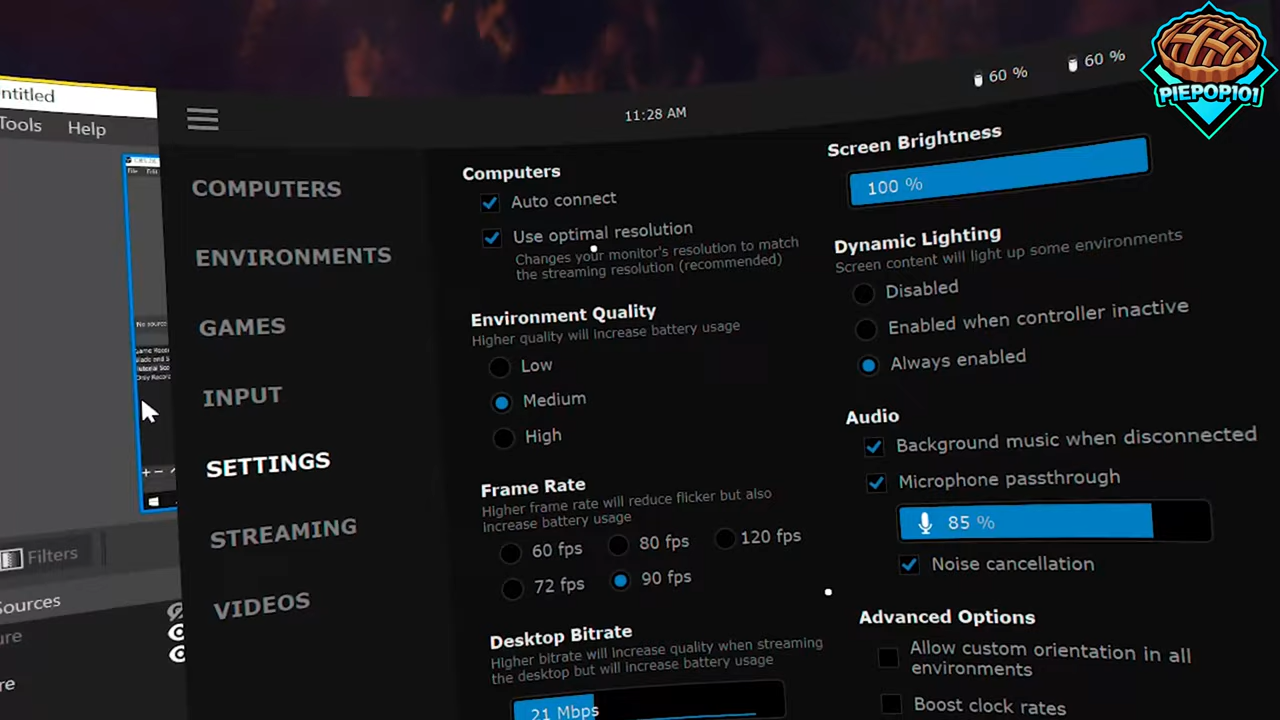 ntitled
Tools
Help
Filters
Sources
ure
re
11:28 AM
60 %
60 %
PIEPOP101
COMPUTERS
ENVIRONMENTS
GAMES
INPUT
SETTINGS
STREAMING
VIDEOS
Computers
Auto connect
Use optimal resolution
Changes your monitor's resolution to match
the streaming resolution (recommended)
Environment Quality
Higher quality will increase battery usage
Low
Medium
High
Frame Rate
Higher frame rate will reduce flicker but also
increase battery usage
60 fps
80 fps
120 fps
72 fps
90 fps
Desktop Bitrate
Higher bitrate will increase quality when streaming
the desktop but will increase battery usage
21 Mbps
Screen Brightness
100 %
Dynamic Lighting
Screen content will light up some environments
Disabled
Enabled when controller inactive
Always enabled
Audio
Background music when disconnected
Microphone passthrough
85 %
Noise cancellation
Advanced Options
Allow custom orientation in all
environments
Boost clock rates